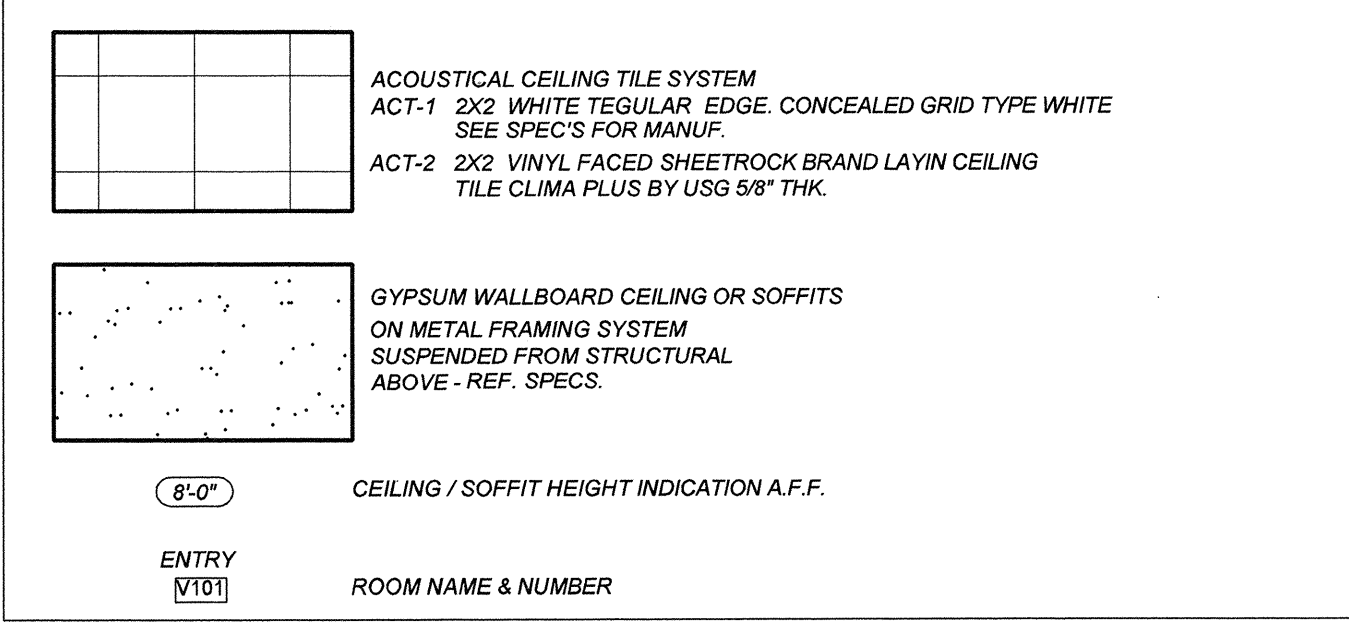 ACOUSTICAL CEILING TILE SYSTEM
ACT-1 2X2 WHITE TEGULAR EDGE. CONCEALED GRID TYPE WHITE
SEE SPEC'S FOR MANUF.
ACT-2 2X2 VINYL FACED SHEETROCK BRAND LAYIN CEILING
TILE CLIMA PLUS BY USG 5/8" THK.
GYPSUM WALLBOARD CEILING OR SOFFITS
ON METAL FRAMING SYSTEM
SUSPENDED FROM STRUCTURAL
ABOVE - REF. SPECS.
8'-0" CEILING / SOFFIT HEIGHT INDICATION A.F.F.
ENTRY
V101 ROOM NAME & NUMBER